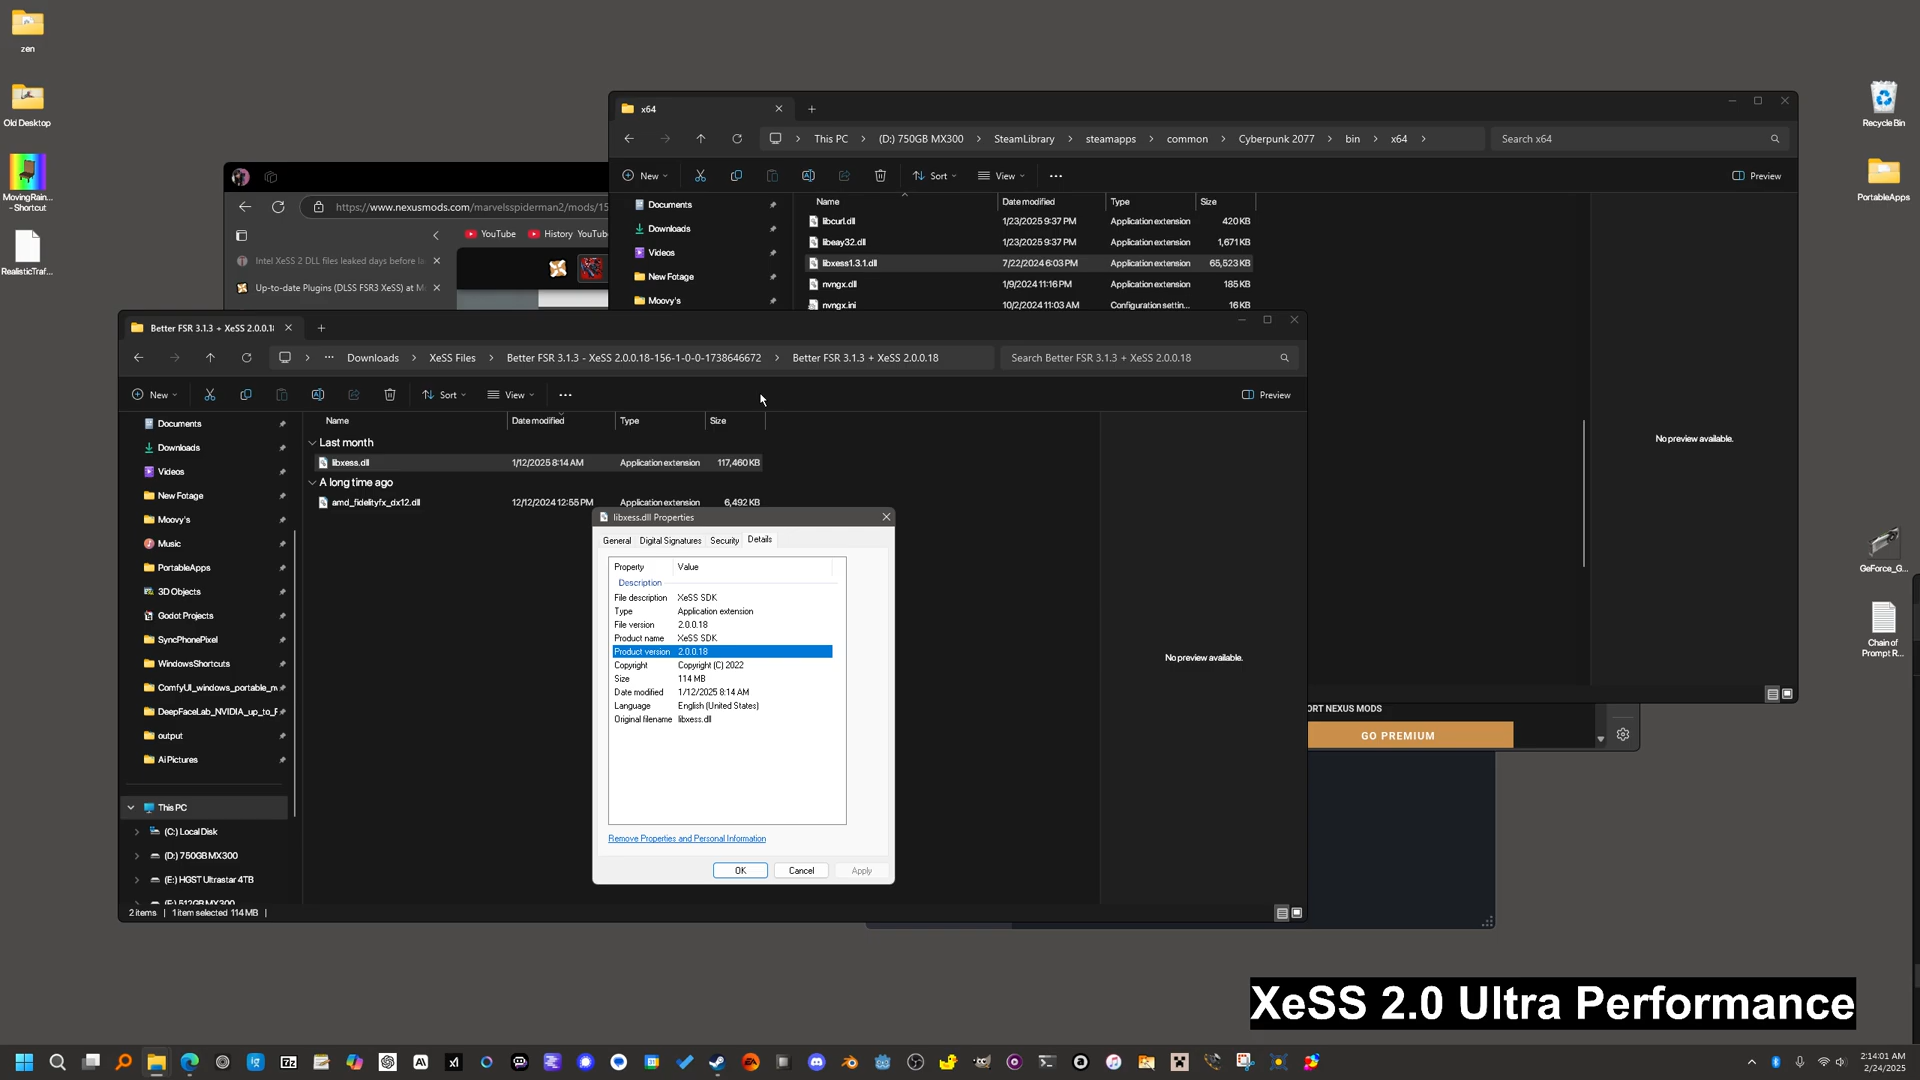 zen
Old Desktop
MovingRain...
- Shortcut
RealisticTraf...
Recycle Bin
PortableApps
GeForce_G...
Chain of
Prompt R...
x64
This PC
(D:) 750GB MX300
SteamLibrary
steamapps
common
Cyberpunk 2077
bin
x64
Search x64
New
Sort
View
Preview
Documents
Downloads
Videos
New Fotage
Moovy's
Name Date modified Type Size
libcurl.dll 1/23/2025 9:37 PM Application extension 420 KB
libeay32.dll 1/23/2025 9:37 PM Application extension 1,671 KB
libxess1.3.1.dll 7/22/2024 6:03 PM Application extension 65,523 KB
nvngx.dll 1/9/2024 11:16 PM Application extension 185 KB
nvngx.ini 10/2/2024 11:03 AM Configuration settin... 16 KB
No preview available.
https://www.nexusmods.com/marvelsspiderman2/mods/15
YouTube
History
Intel XeSS 2 DLL files leaked days before la
Up-to-date Plugins (DLSS FSR3 XeSS) at M
Better FSR 3.1.3 + XeSS 2.0.0.18
Downloads
XeSS Files
Better FSR 3.1.3 - XeSS 2.0.0.18-156-1-0-0-1738646672
Better FSR 3.1.3 + XeSS 2.0.0.18
Search Better FSR 3.1.3 + XeSS 2.0.0.18
New
Sort
View
Preview
Documents
Downloads
Videos
New Fotage
Moovy's
Music
PortableApps
3D Objects
Godot Projects
SyncPhonePixel
WindowsShortcuts
ComfyUI_windows_portable_nv
DeepFaceLab_NVIDIA_up_to_F
output
Ai Pictures
This PC
(C:) Local Disk
(D:) 750GB MX300
(E:) HGST Ultrastar 4TB
(F:) 512GB MX300
2 items
1 item selected 114 MB
Name Date modified Type Size
Last month
libxess.dll 1/12/2025 8:14 AM Application extension 117,460 KB
A long time ago
amd_fidelityfx_dx12.dll 12/12/2024 12:55 PM Application extension 6,492 KB
No preview available.
libxess.dll Properties
General Digital Signatures Security Details
Property Value
Description
File description XeSS SDK
Type Application extension
File version 2.0.0.18
Product name XeSS SDK
Product version 2.0.0.18
Copyright Copyright (C) 2022
Size 114 MB
Date modified 1/12/2025 8:14 AM
Language English (United States)
Original filename libxess.dll
Remove Properties and Personal Information
OK Cancel Apply
ORT NEXUS MODS
GO PREMIUM
XeSS 2.0 Ultra Performance
2:14:01 AM
2/24/2025